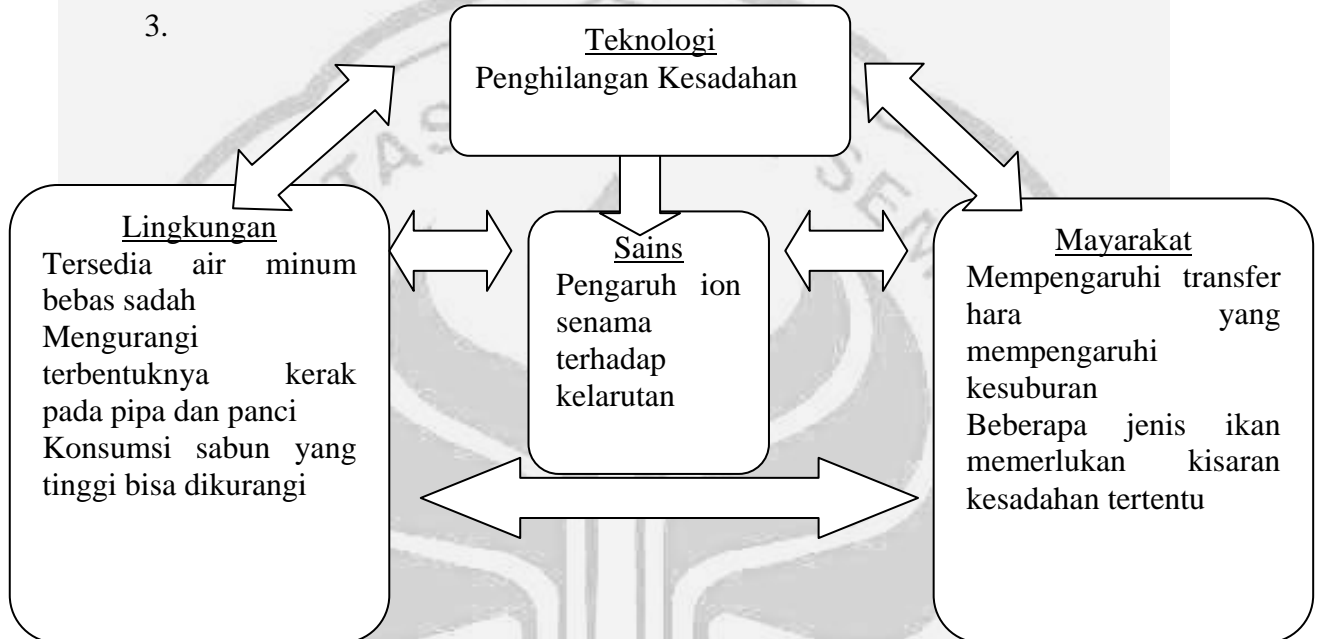 3.
Teknologi
Penghilangan Kesadahan
Lingkungan
Tersedia air minum
bebas sadah
Mengurangi
terbentuknya kerak
pada pipa dan panci
Konsumsi sabun yang
tinggi bisa dikurangi
Sains
Pengaruh ion
senama
terhadap
kelarutan
Mayarakat
Mempengaruhi transfer
hara yang
mempengaruhi
kesuburan
Beberapa jenis ikan
memerlukan kisaran
kesadahan tertentu
TAS
SEM